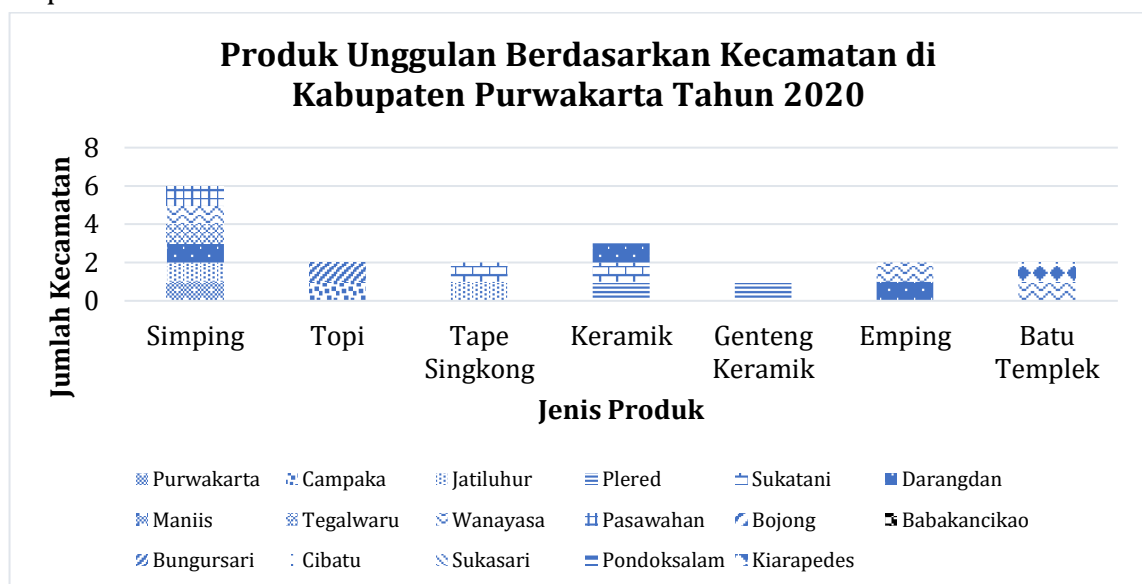 Produk Unggulan Berdasarkan Kecamatan di
Kabupaten Purwakarta Tahun 2020
Jumlah Kecamatan
8
6
4
2
0
Simping Topi Tape Singkong Keramik Genteng Keramik Emping Batu Templek
Jenis Produk
Purwakarta Campaka Jatiluhur Plered Sukatani Darangdan
Maniis Tegalwaru Wanayasa Pasawahan Bojong Babakancikao
Bungursari Cibatu Sukasari Pondoksalam Kiarapedes